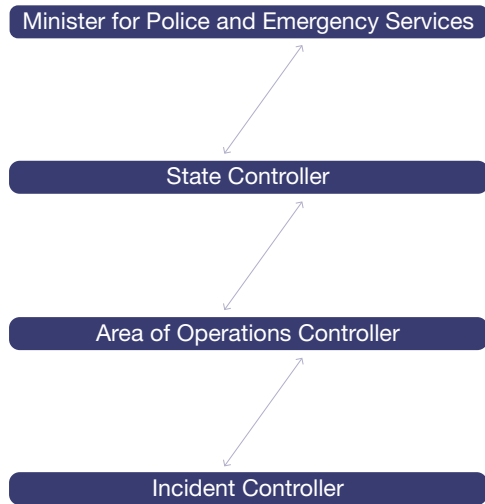 Minister for Police and Emergency Services
State Controller
Area of Operations Controller
Incident Controller